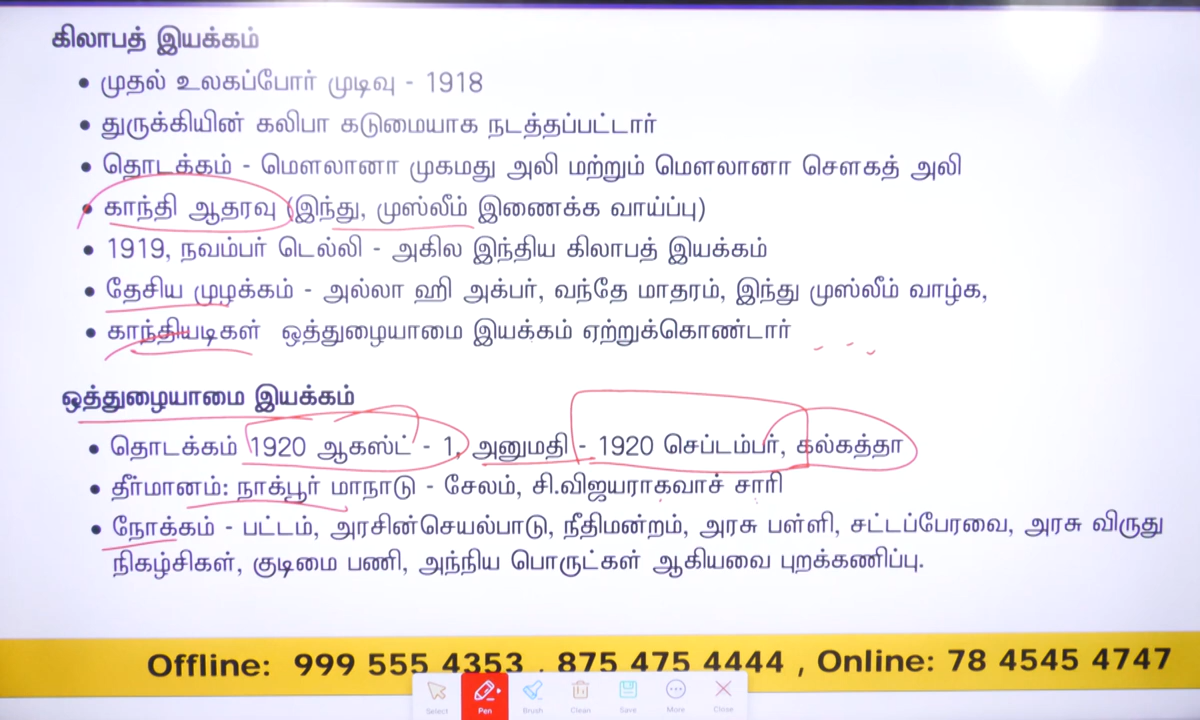 கிலாபத் இயக்கம்
• முதல் உலகப்போர் முடிவு - 1918
• துருக்கியின் கலிபா கடுமையாக நடத்தப்பட்டார்
• தொடக்கம் - மௌலானா முகமது அலி மற்றும் மௌலானா சௌகத் அலி
• காந்தி ஆதரவு (இந்து, முஸ்லீம் இணைக்க வாய்ப்பு)
• 1919, நவம்பர் டெல்லி - அகில இந்திய கிலாபத் இயக்கம்
• தேசிய முழக்கம் - அல்லா ஹி அக்பர், வந்தே மாதரம், இந்து முஸ்லீம் வாழ்க,
• காந்தியடிகள் ஒத்துழையாமை இயக்கம் ஏற்றுக்கொண்டார்
ஒத்துழையாமை இயக்கம்
• தொடக்கம் 1920 ஆகஸ்ட் - 1, அனுமதி - 1920 செப்டம்பர், கல்கத்தா
• தீர்மானம்: நாக்பூர் மாநாடு - சேலம், சி.விஜயராகவாச் சாரி
• நோக்கம் - பட்டம், அரசின்செயல்பாடு, நீதிமன்றம், அரசு பள்ளி, சட்டப்பேரவை, அரசு விருது
நிகழ்சிகள், குடிமை பணி, அந்நிய பொருட்கள் ஆகியவை புறக்கணிப்பு.
Offline: 999 555 4353 , 875 475 4444 , Online: 78 4545 4747
Select Pen Brush Clean Save More Close